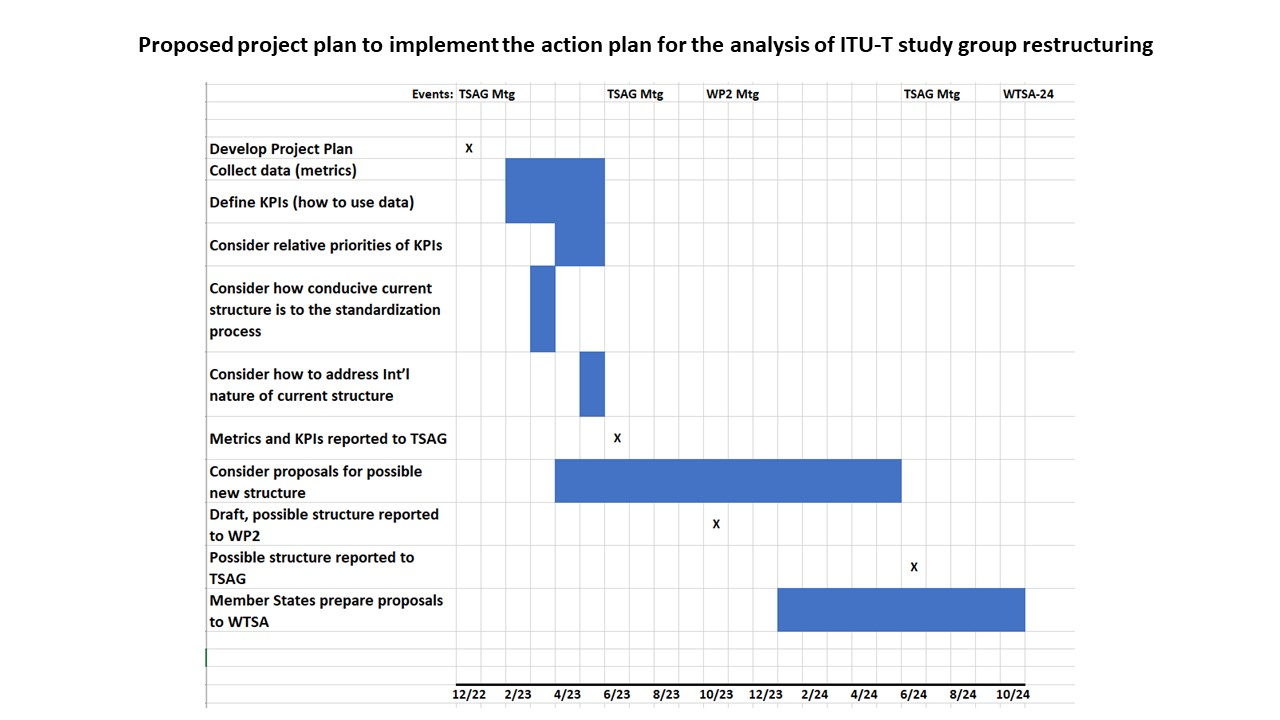 Proposed project plan to implement the action plan for the analysis of ITU-T study group restructuring
Events: TSAG Mtg TSAG Mtg WP2 Mtg TSAG Mtg WTSA-24
Develop Project Plan X
Collect data (metrics)
Define KPIs (how to use data)
Consider relative priorities of KPIs
Consider how conducive current
structure is to the standardization
process
Consider how to address Int’l
nature of current structure
Metrics and KPIs reported to TSAG X
Consider proposals for possible
new structure
Draft, possible structure reported
to WP2
X
Possible structure reported to
TSAG
X
Member States prepare proposals
to WTSA
12/22 2/23 4/23 6/23 8/23 10/23 12/23 2/24 4/24 6/24 8/24 10/24